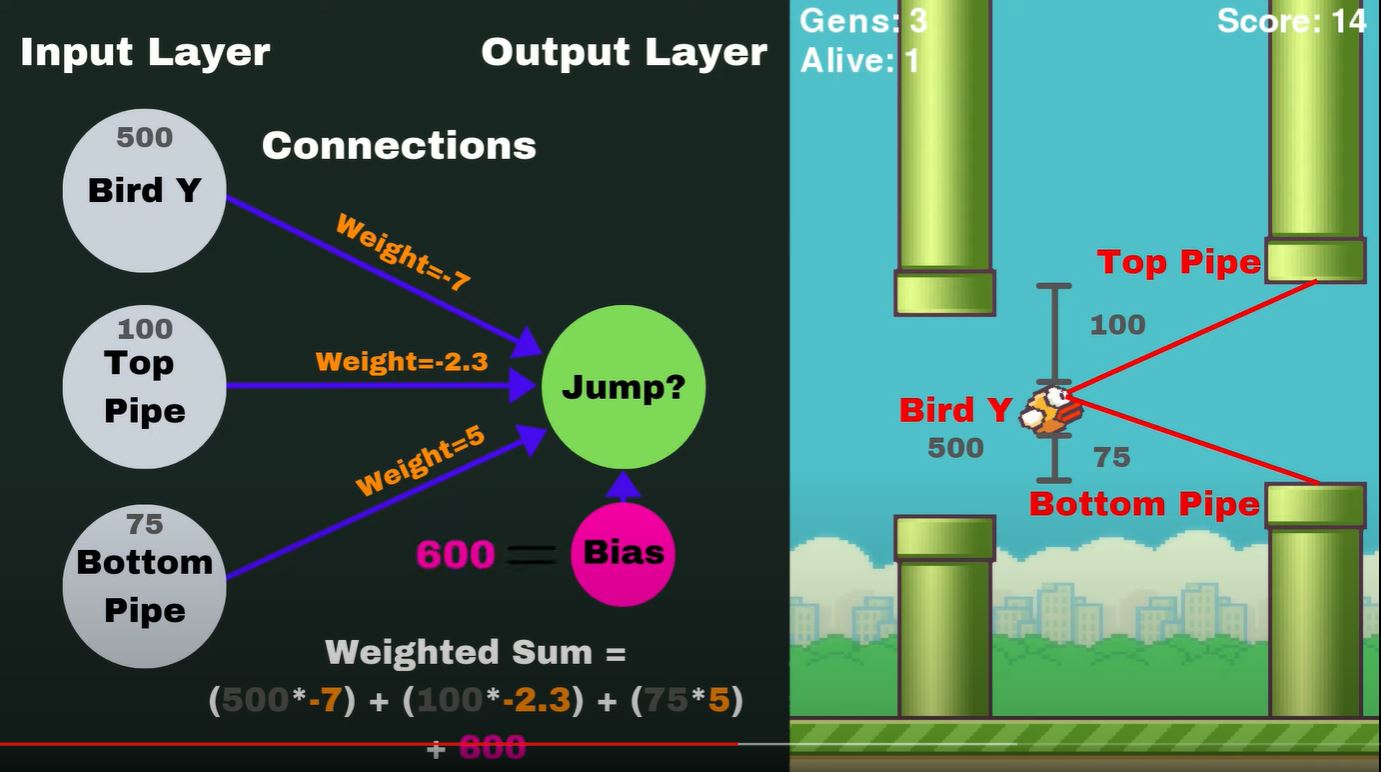 Input Layer
Output Layer
500
Bird Y
Connections
Weight=-7
100
Top
Pipe
Weight=-2.3
Jump?
75
Bottom
Pipe
Weight=5
600 = Bias
Weighted Sum =
(500*-7) + (100*-2.3) + (75*5)
+ 600
Gens: 3
Score: 14
Alive: 1
Top Pipe
100
Bird Y
500
75
Bottom Pipe